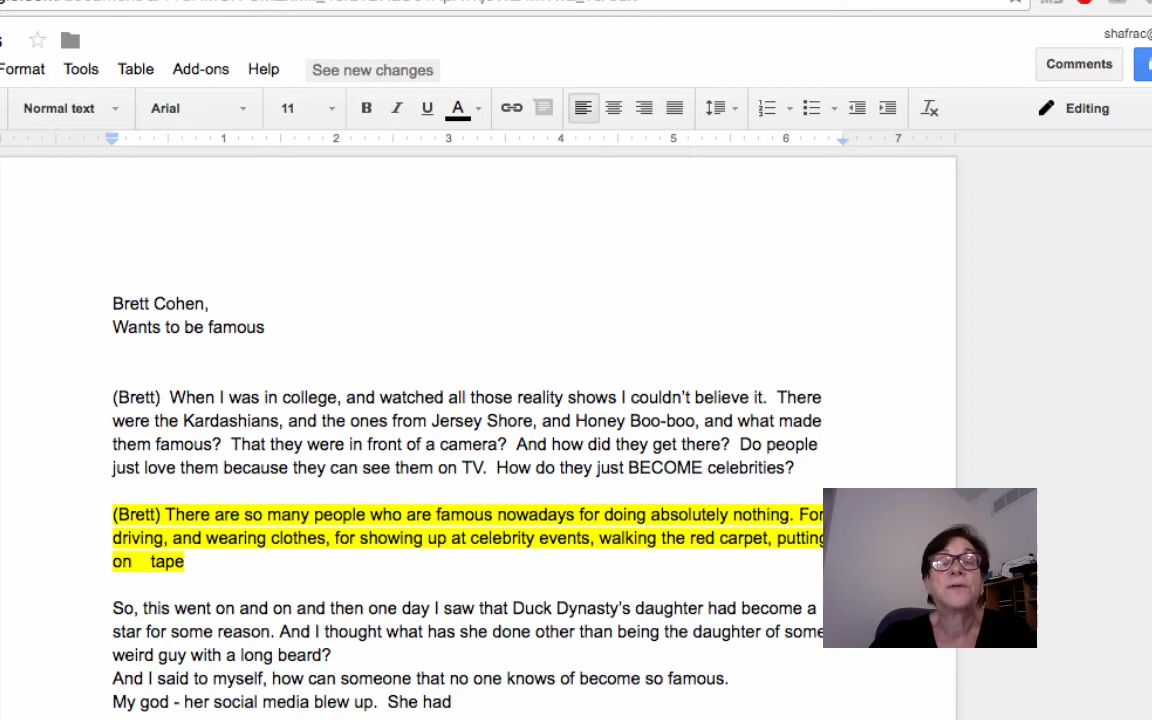 shafrac@
Format Tools Table Add-ons Help See new changes Comments
Normal text Arial 11 B I U A Editing
1 2 3 4 5 6 7
Brett Cohen,
Wants to be famous
(Brett)  When I was in college, and watched all those reality shows I couldn't believe it.  There
were the Kardashians, and the ones from Jersey Shore, and Honey Boo-boo, and what made
them famous?  That they were in front of a camera?  And how did they get there?  Do people
just love them because they can see them on TV.  How do they just BECOME celebrities?
(Brett) There are so many people who are famous nowadays for doing absolutely nothing. For
driving, and wearing clothes, for showing up at celebrity events, walking the red carpet, putting
on    tape
So, this went on and on and then one day I saw that Duck Dynasty's daughter had become a
star for some reason. And I thought what has she done other than being the daughter of some
weird guy with a long beard?
And I said to myself, how can someone that no one knows of become so famous.
My god - her social media blew up.  She had